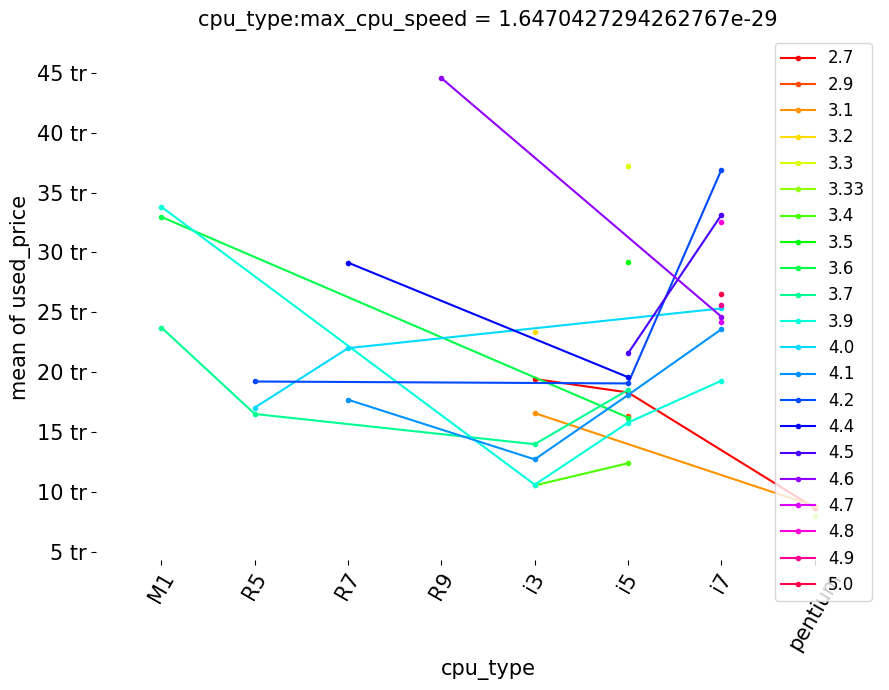 cpu_type:max_cpu_speed = 1.6470427294262767e-29
45 tr
40 tr
35 tr
30 tr
25 tr
20 tr
15 tr
10 tr
5 tr
mean of used_price
M1
R5
R7
R9
i3
i5
i7
pentium
cpu_type
2.7
2.9
3.1
3.2
3.3
3.33
3.4
3.5
3.6
3.7
3.9
4.0
4.1
4.2
4.4
4.5
4.6
4.7
4.8
4.9
5.0